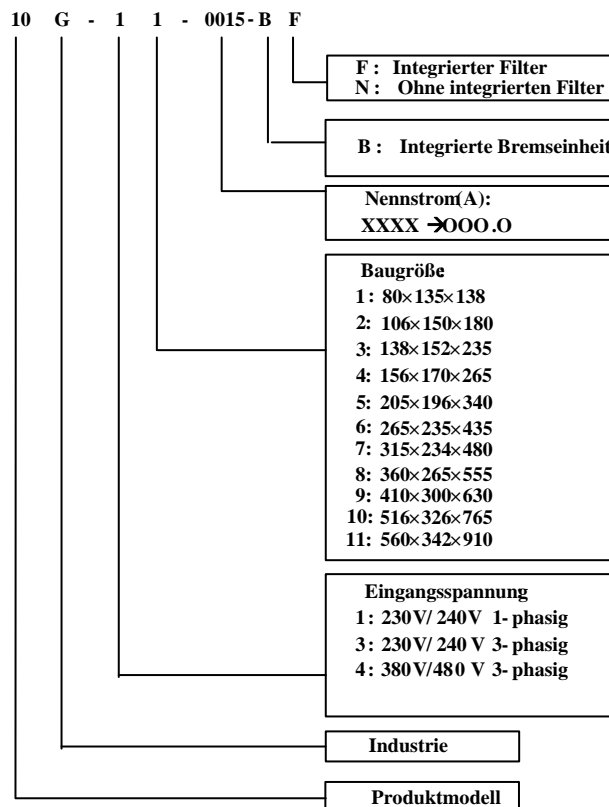 10 G - 1 1 - 0015-B F
F : Integrierter Filter
N : Ohne integrierten Filter
B : Integrierte Bremseinheit
Nennstrom(A):
XXXX →OOO.O
Baugröße:
1 : 80×135×138
2: 106×150×180
3: 138×152×235
4: 156×170×265
5: 205×196×340
6: 265×235×435
7: 315×234×480
8: 360×265×555
9: 410×300×630
10: 516×326×765
11: 560×342×910
Eingangsspannung
1 : 230V/ 240V 1- phasig
3 : 230V/ 240 V 3- phasig
4 : 380V/480 V 3- phasig
Industrie
Produktmodell